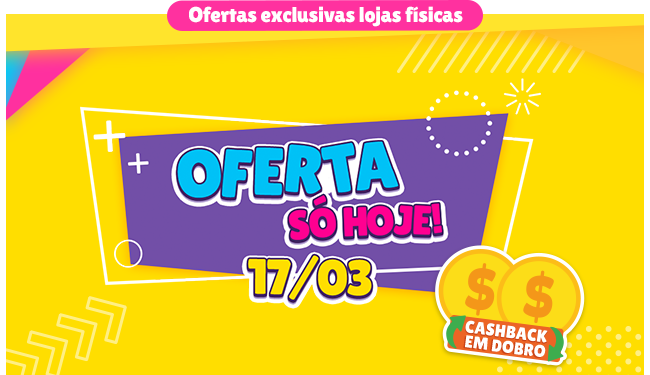 Ofertas exclusivas lojas físicas
OFERTA
SÓ HOJE!
17/03
$ $
CASHBACK
EM DOBRO